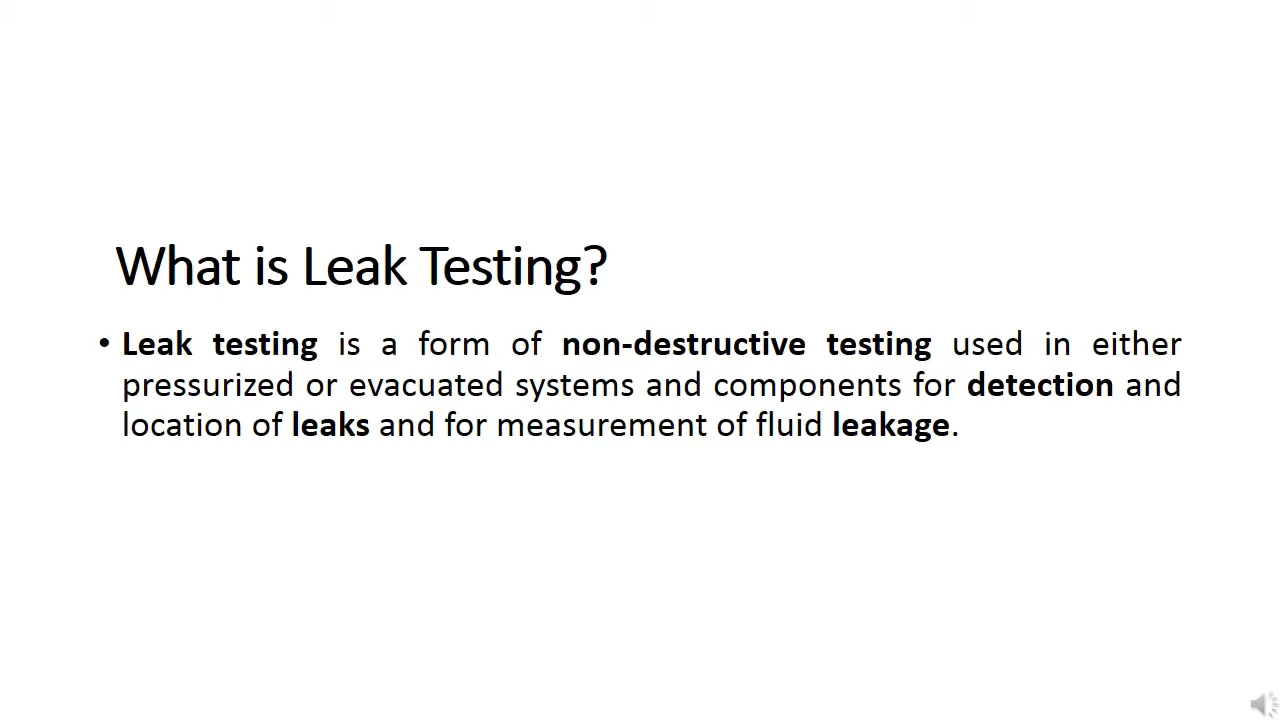 What is Leak Testing?
• Leak testing is a form of non-destructive testing used in either
pressurized or evacuated systems and components for detection and
location of leaks and for measurement of fluid leakage.